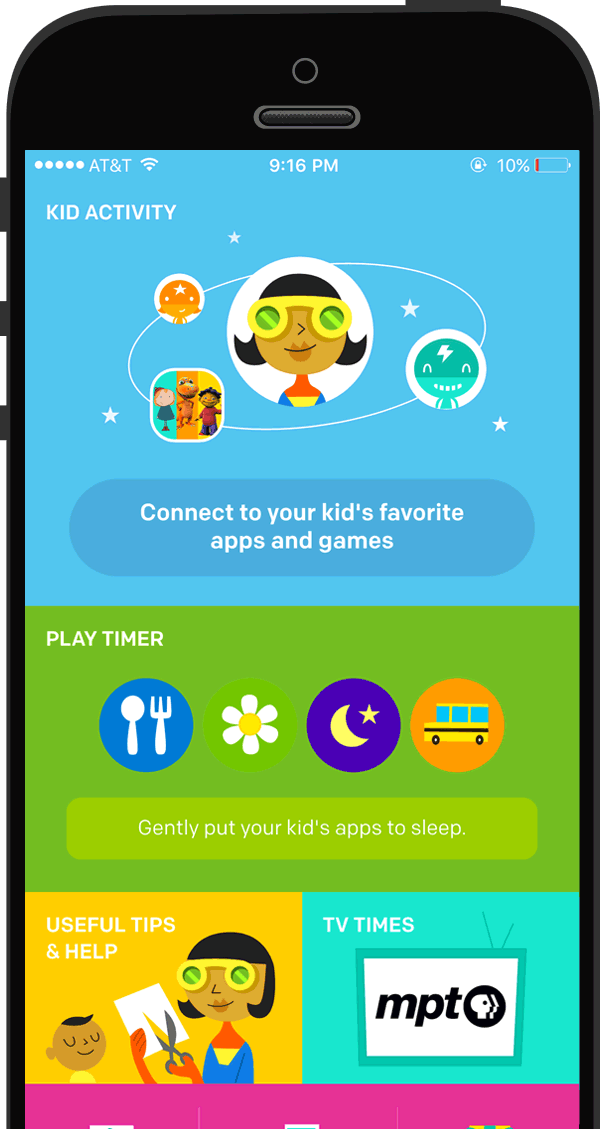 AT&T 9:16 PM 10%
KID ACTIVITY
Connect to your kid's favorite
apps and games
PLAY TIMER
Gently put your kid's apps to sleep.
USEFUL TIPS
& HELP
TV TIMES
mpt